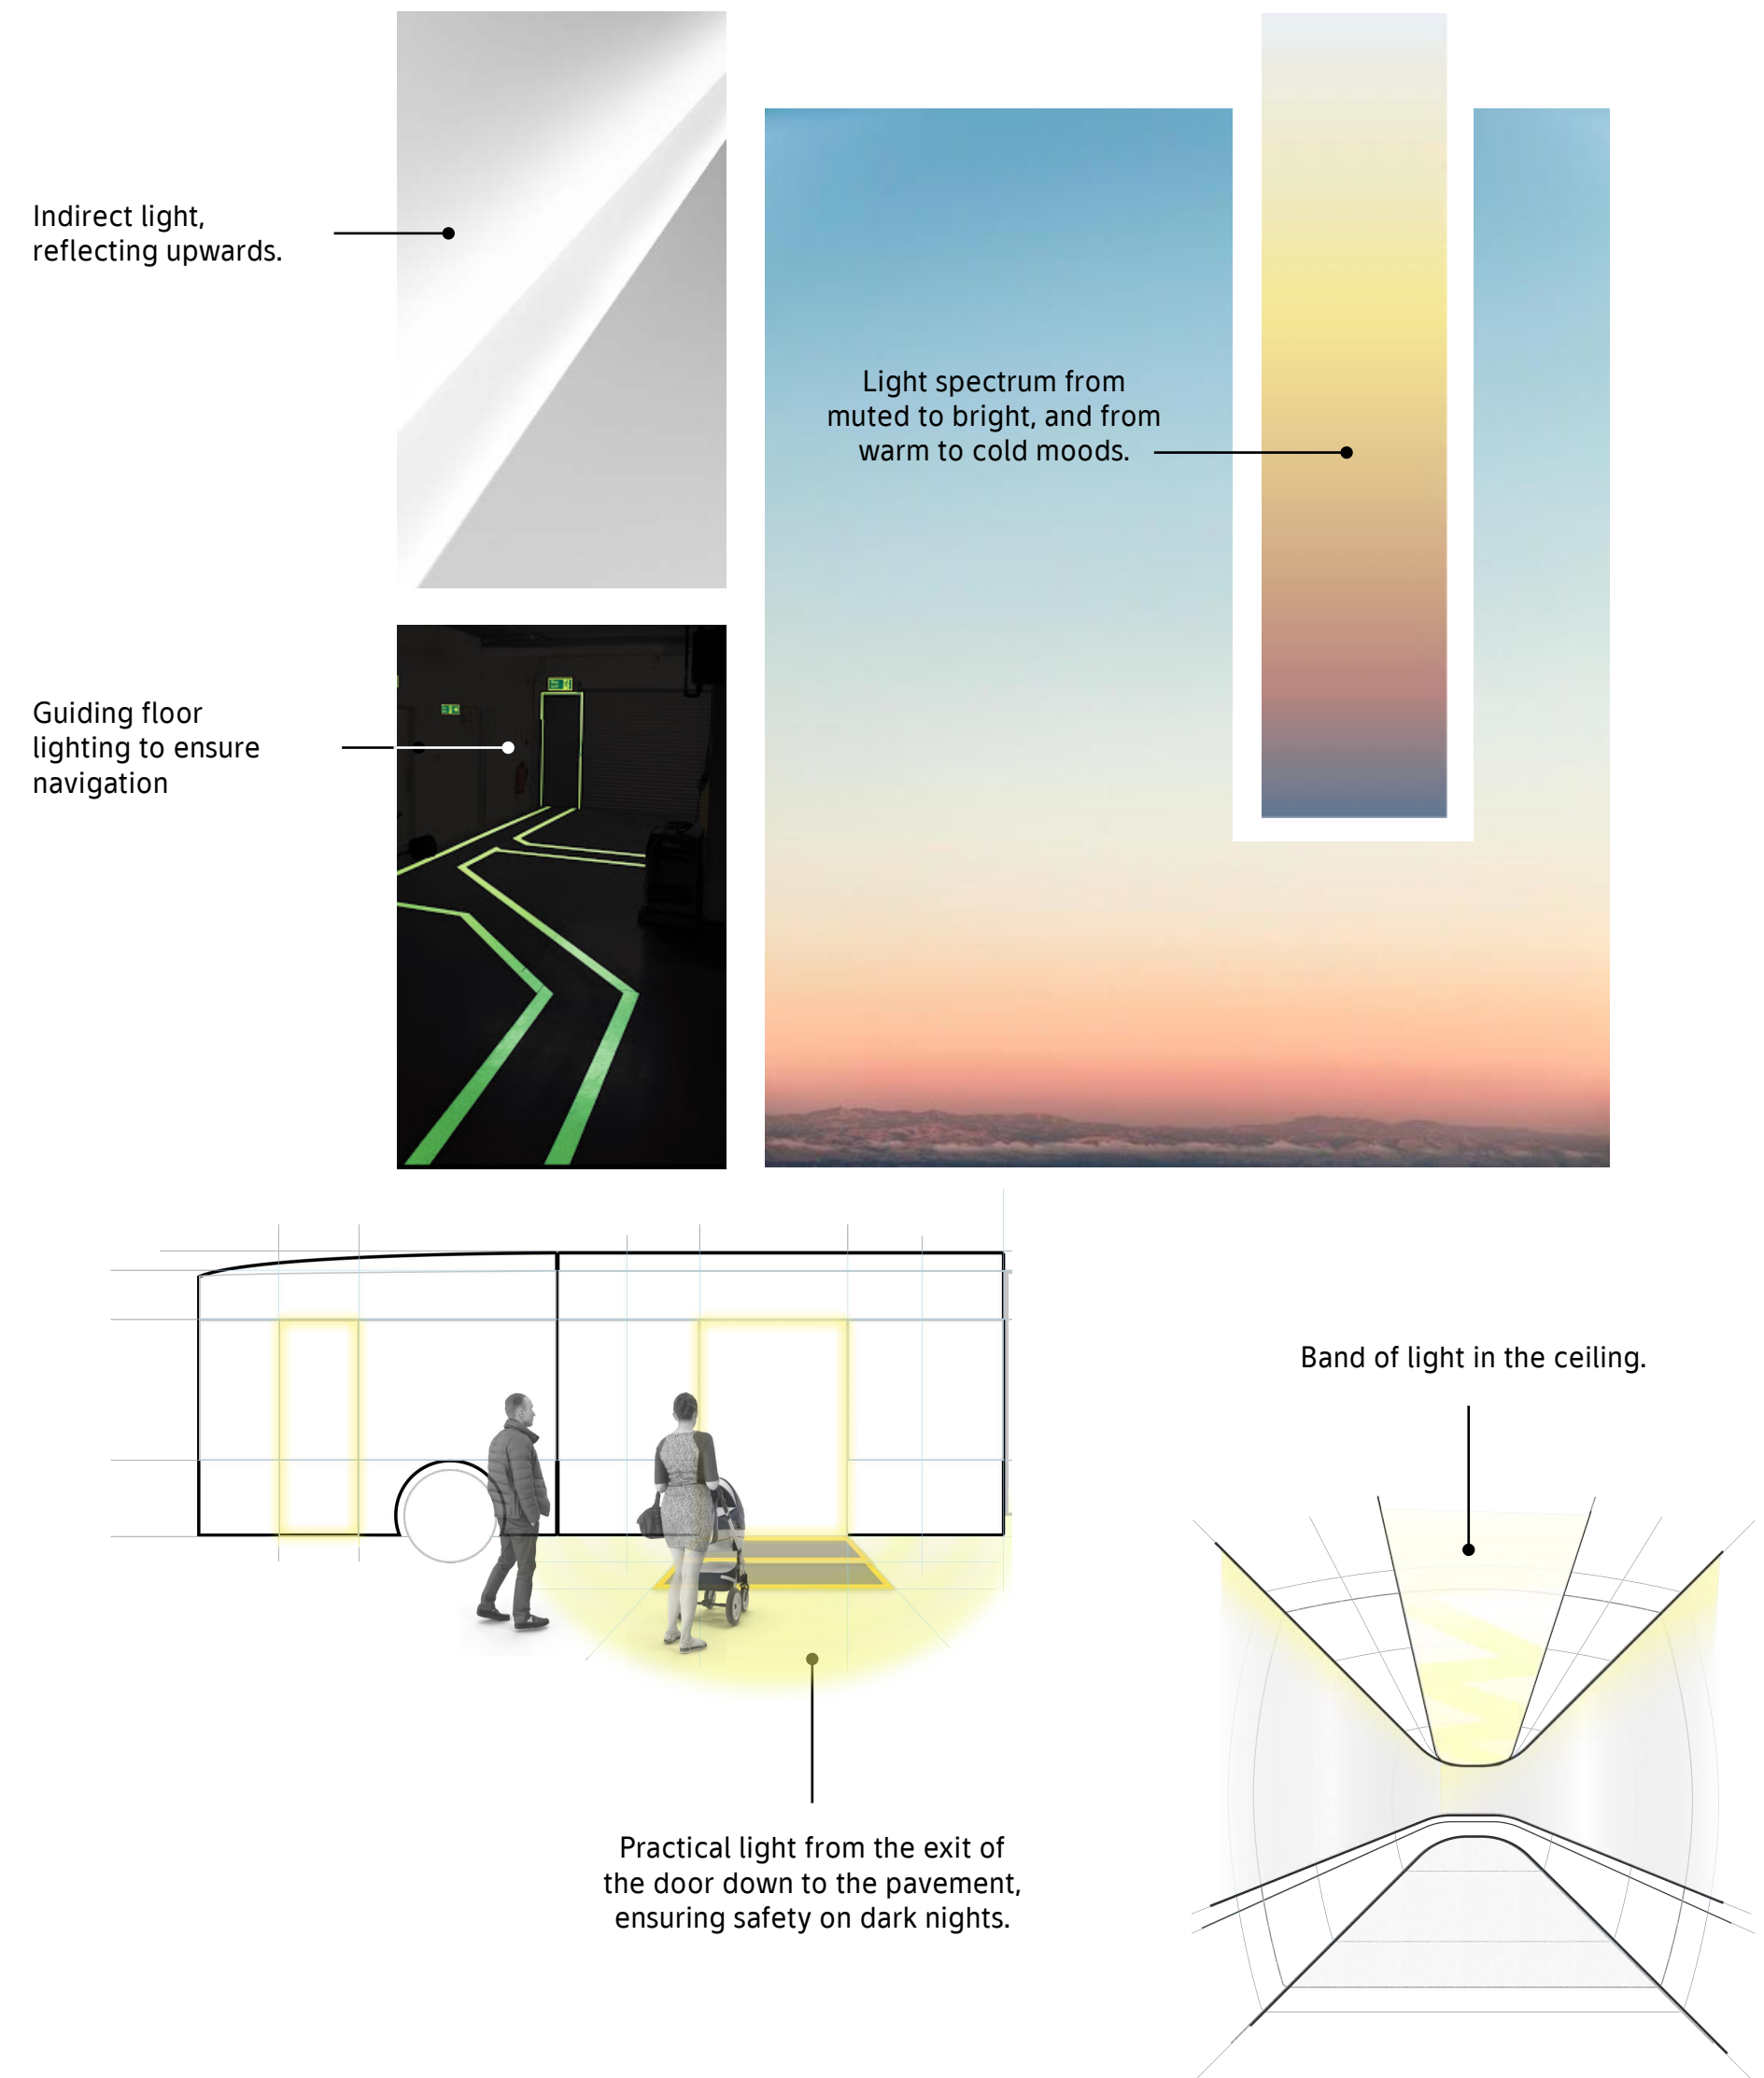 Indirect light,
reflecting upwards.
Light spectrum from
muted to bright, and from
warm to cold moods.
Guiding floor
lighting to ensure
navigation
Band of light in the ceiling.
Practical light from the exit of
the door down to the pavement,
ensuring safety on dark nights.